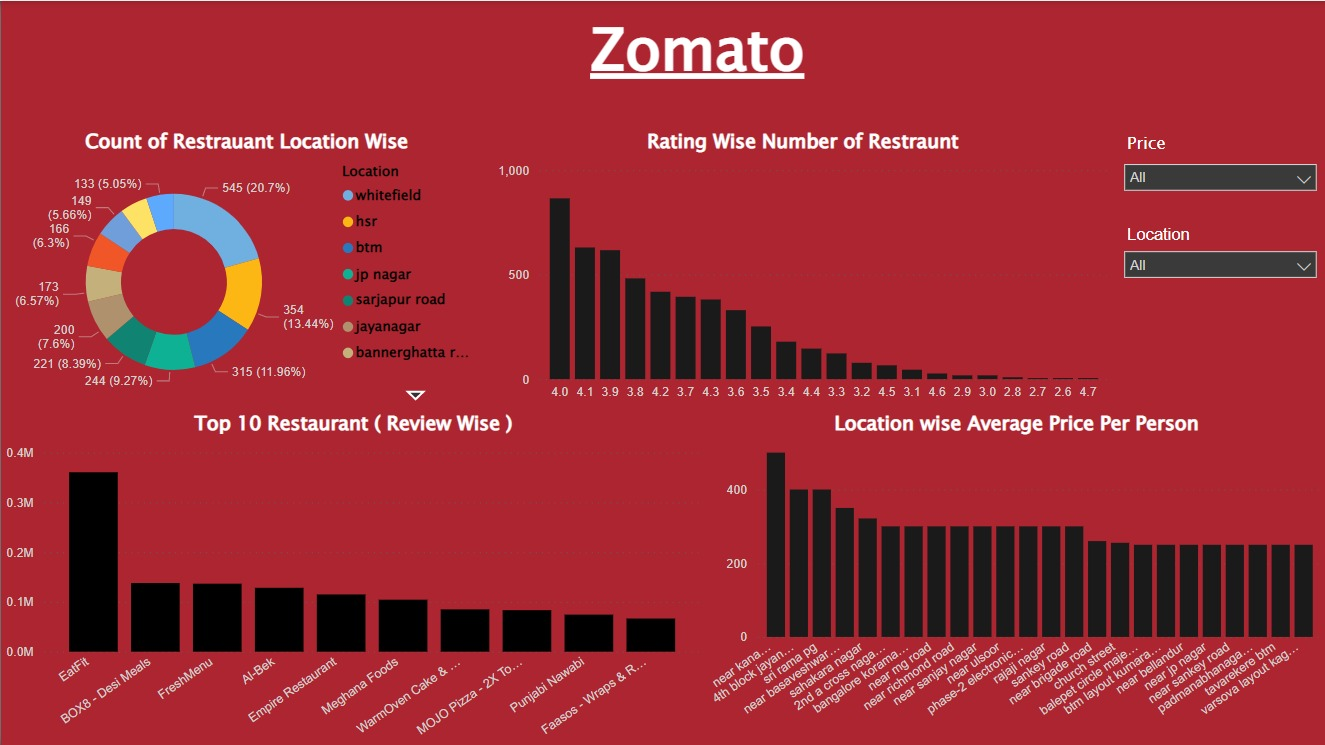 Zomato
Count of Restrauant Location Wise
133 (5.05%)
149
(5.66%)
166
(6.3%)
173
(6.57%)
200
(7.6%)
221 (8.39%)
244 (9.27%)
545 (20.7%)
354
(13.44%)
315 (11.96%)
Location
whitefield
hsr
btm
jp nagar
sarjapur road
jayanagar
bannerghatta r...
Rating Wise Number of Restraunt
1,000
500
0
4.0 4.1 3.9 3.8 4.2 3.7 4.3 3.6 3.5 3.4 4.4 3.3 3.2 4.5 3.1 4.6 2.9 3.0 2.8 2.7 2.6 4.7
Price
All
Location
All
Top 10 Restaurant ( Review Wise )
0.4M
0.3M
0.2M
0.1M
0.0M
EatFit
BOX8 - Desi Meals
FreshMenu
Al-Bek
Empire Restaurant
Meghana Foods
WarmOven Cake & ...
MOJO Pizza - 2X To...
Punjabi Nawabi
Faasos - Wraps & R...
Location wise Average Price Per Person
400
200
0
near kana...
4th block jayan...
sri rama pg
near basaveshwar...
sahakara nagar
2nd a cross naga...
bangalore korama...
near rng road
near richmond road
near sanjay nagar
near ulsoor
phase-2 electronic...
rajaji nagar
sankey road
near brigade road
church street
balepet circle maje...
btm layout kumara...
near bellandur
near jp nagar
near sankey road
padmanabanaga...
tavarekere btm
varsova layout kag...